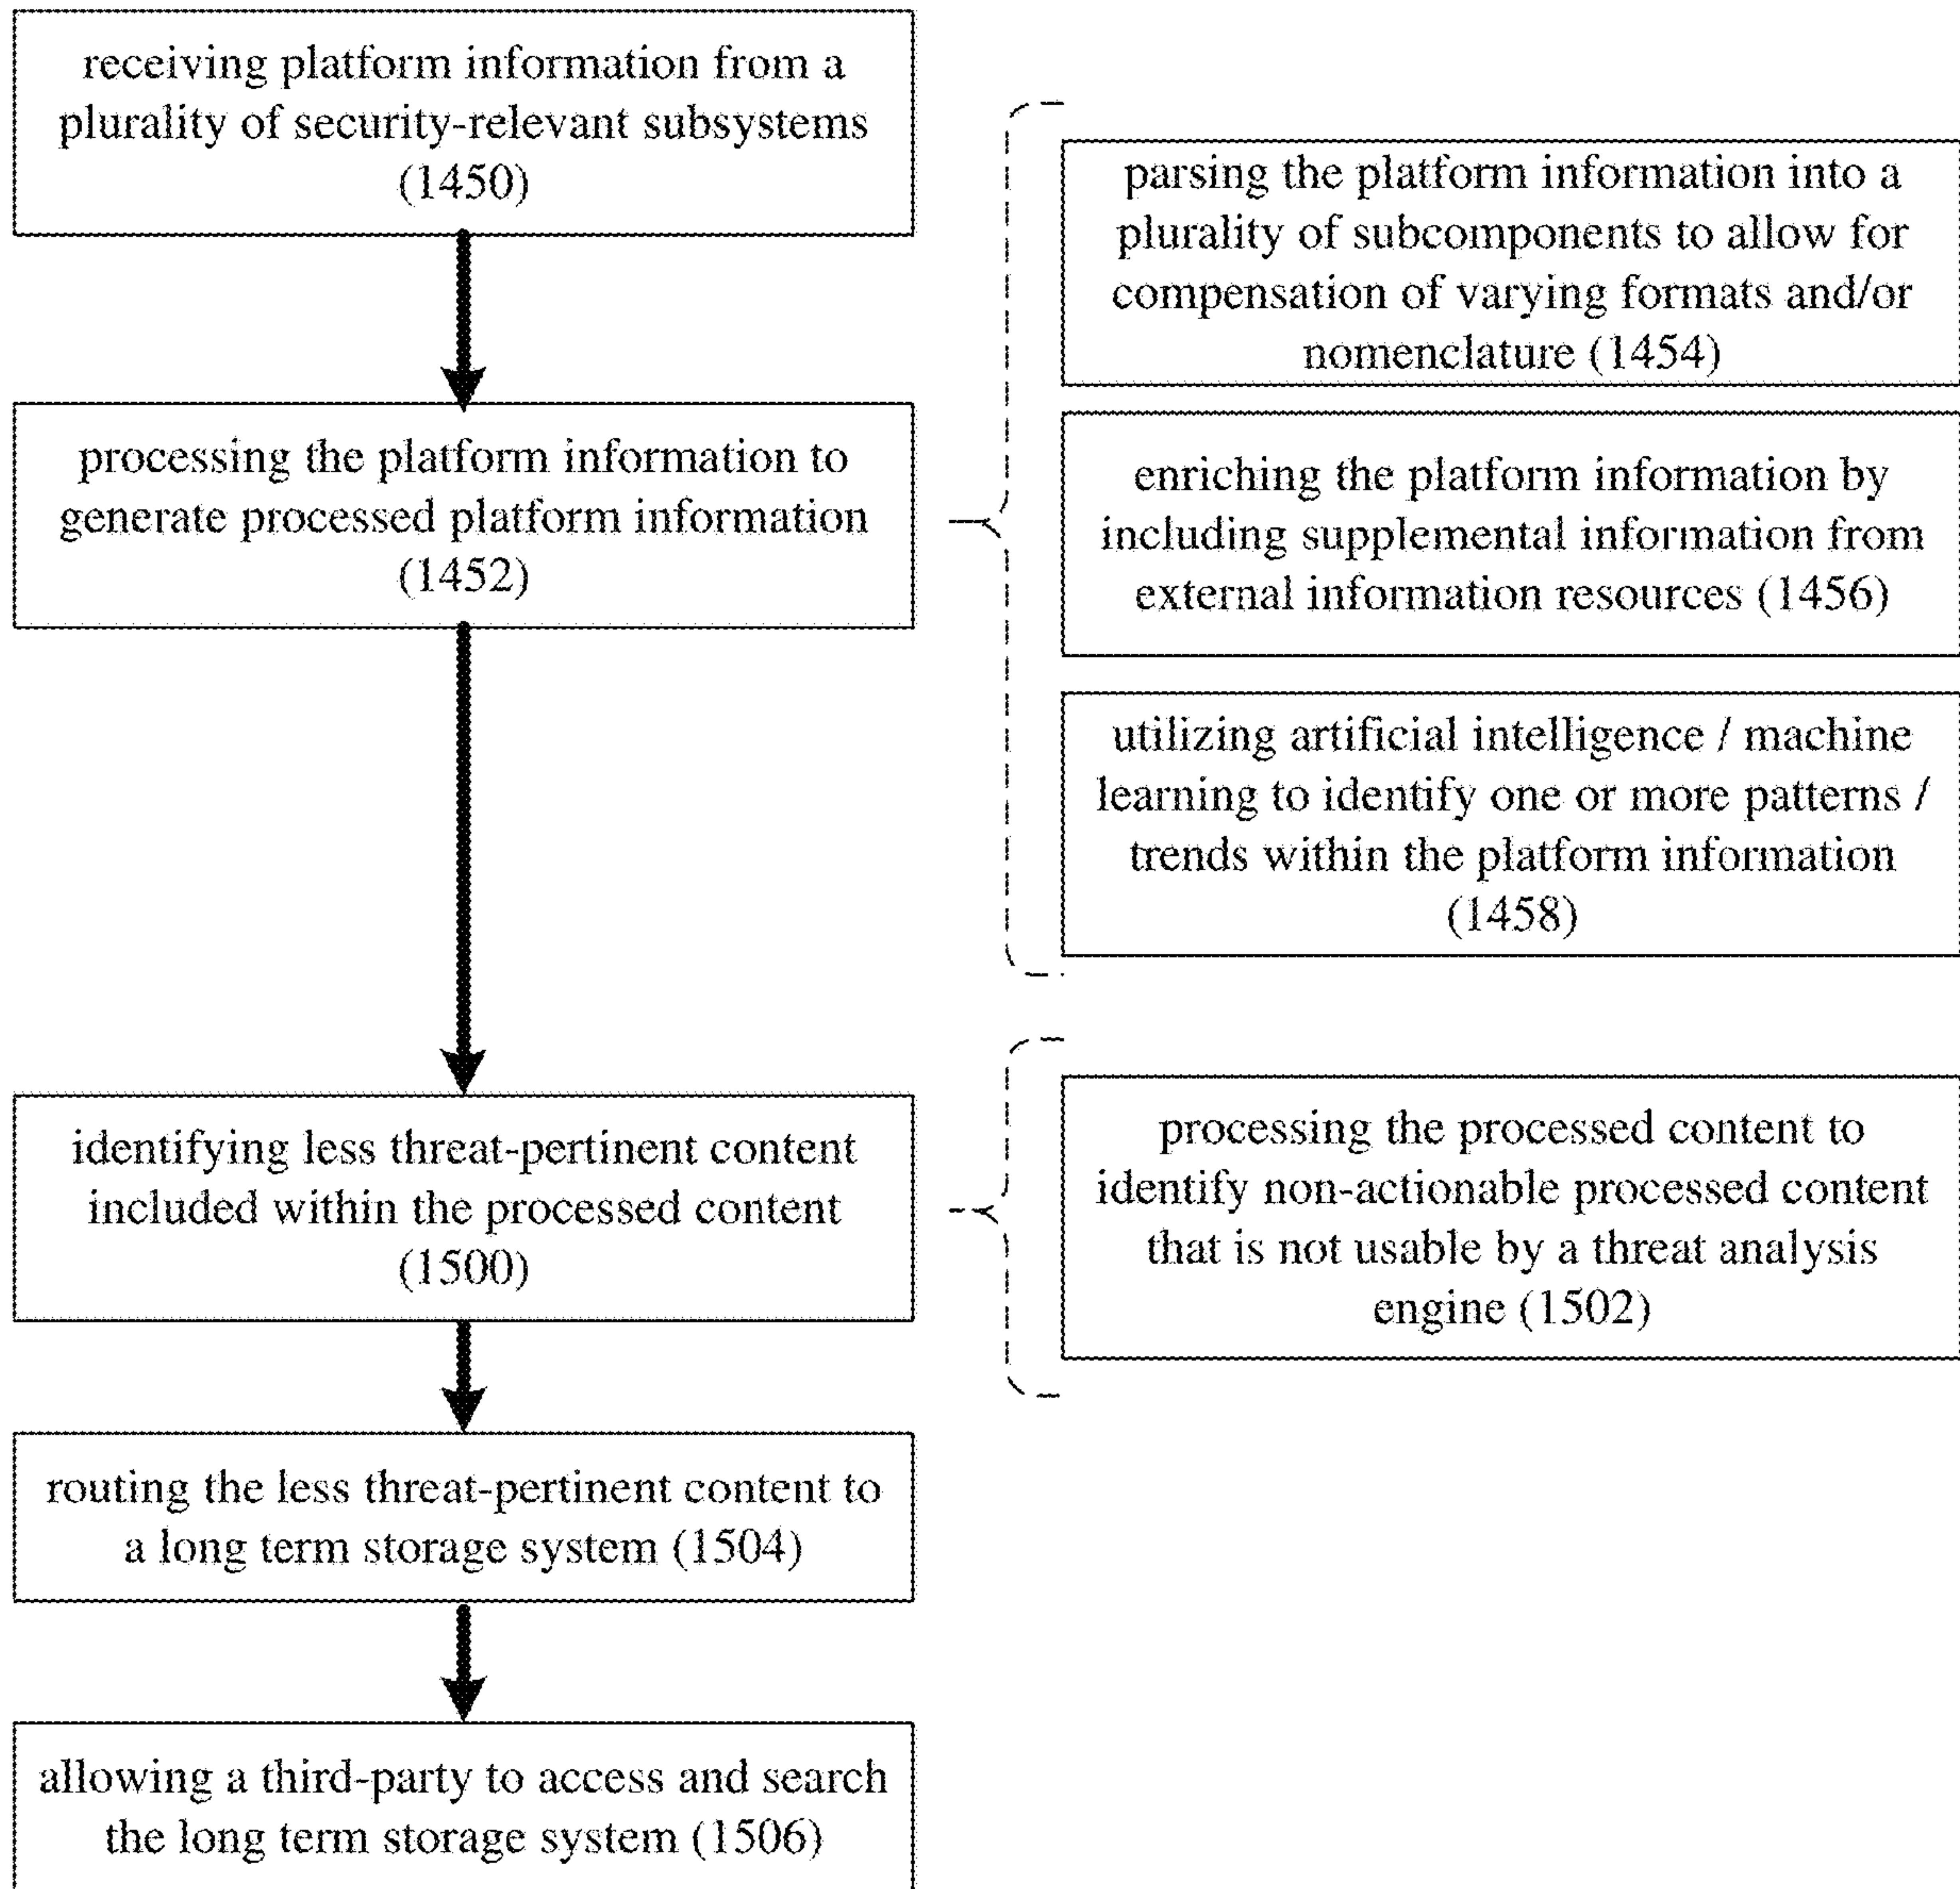 receiving platform information from a
plurality of security-relevant subsystems
(1450)
processing the platform information to
generate processed platform information
(1452)
parsing the platform information into a
plurality of subcomponents to allow for
compensation of varying formats and/or
nomenclature (1454)
enriching the platform information by
including supplemental information from
external information resources (1456)
utilizing artificial intelligence / machine
learning to identify one or more patterns /
trends within the platform information
(1458)
identifying less threat-pertinent content
included within the processed content
(1500)
processing the processed content to
identify non-actionable processed content
that is not usable by a threat analysis
engine (1502)
routing the less threat-pertinent content to
a long term storage system (1504)
allowing a third-party to access and search
the long term storage system (1506)